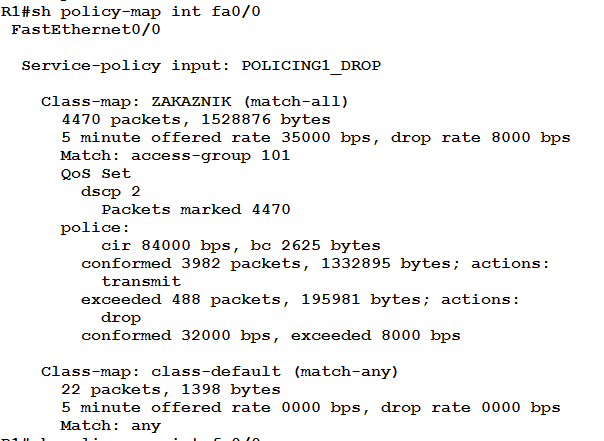 R1#sh policy-map int fa0/0
FastEthernet0/0
Service-policy input: POLICING1_DROP
Class-map: ZAKAZNIK (match-all)
4470 packets, 1528876 bytes
5 minute offered rate 35000 bps, drop rate 8000 bps
Match: access-group 101
QoS Set
dscp 2
Packets marked 4470
police:
cir 84000 bps, bc 2625 bytes
conformed 3982 packets, 1332895 bytes; actions:
transmit
exceeded 488 packets, 195981 bytes; actions:
drop
conformed 32000 bps, exceeded 8000 bps
Class-map: class-default (match-any)
22 packets, 1398 bytes
5 minute offered rate 0000 bps, drop rate 0000 bps
Match: any